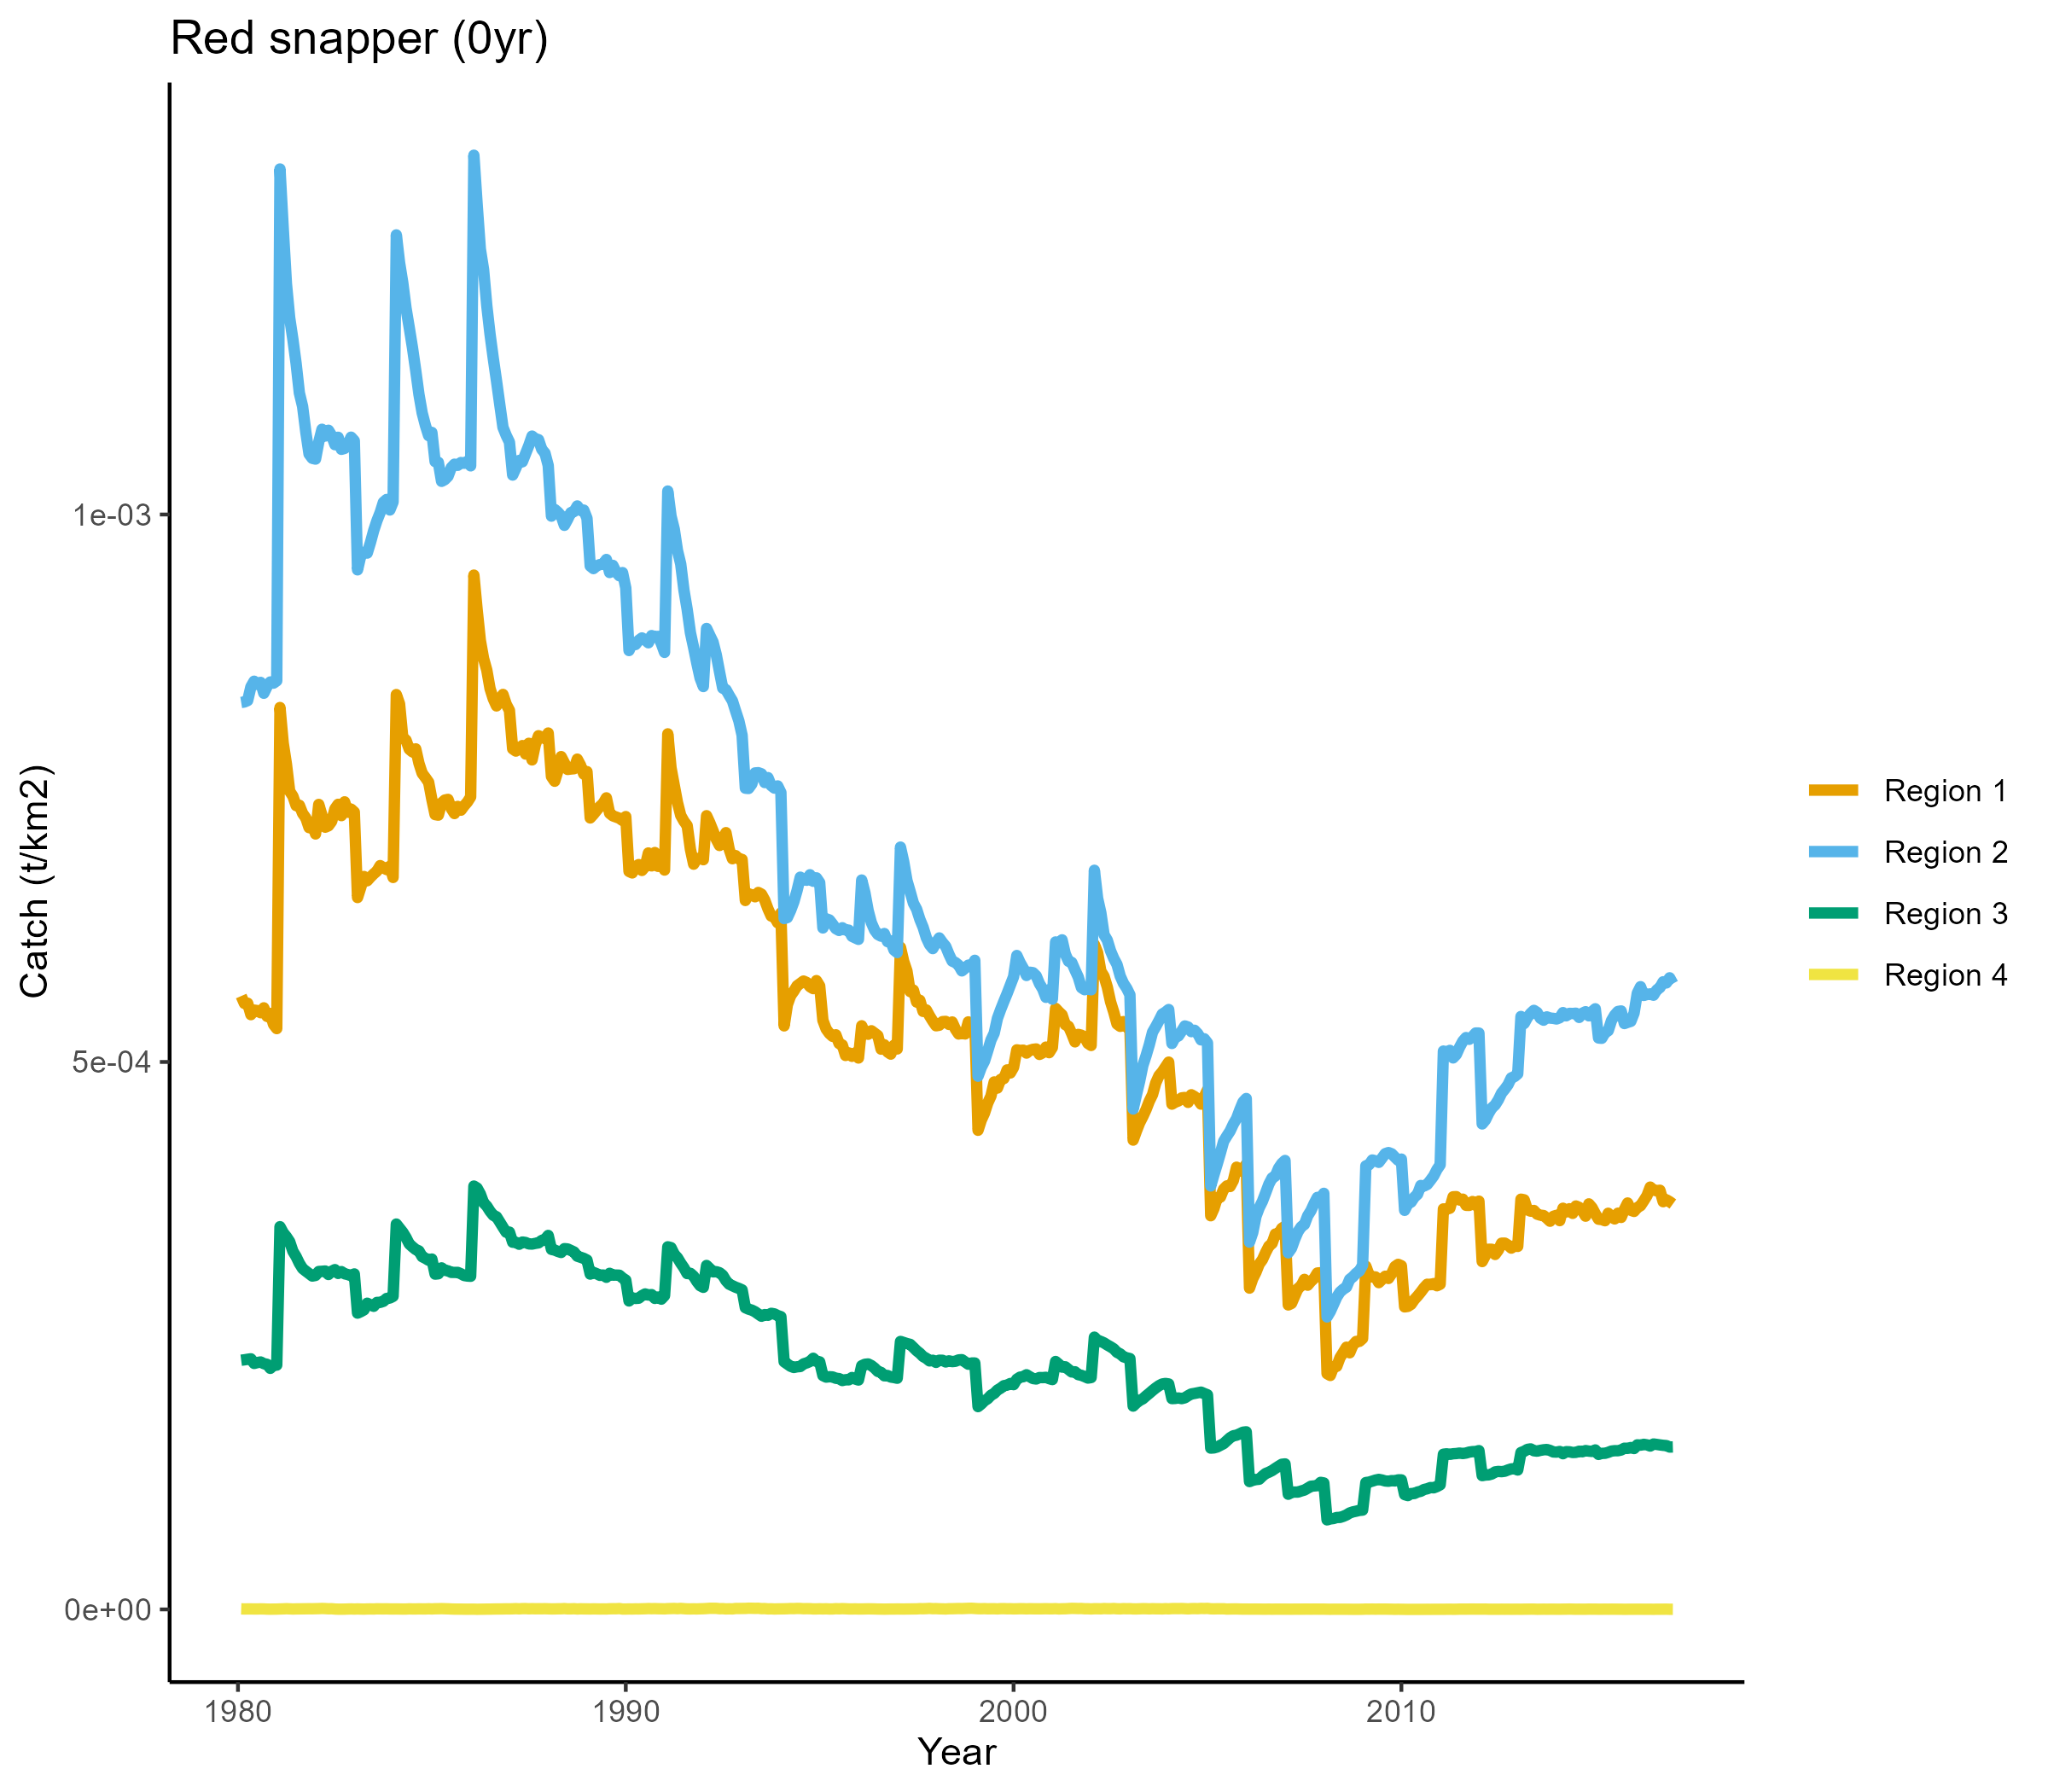 Red snapper (0yr)
Catch (t/km2)
1e-03
5e-04
0e+00
1980
1990
2000
2010
Year
Region 1
Region 2
Region 3
Region 4